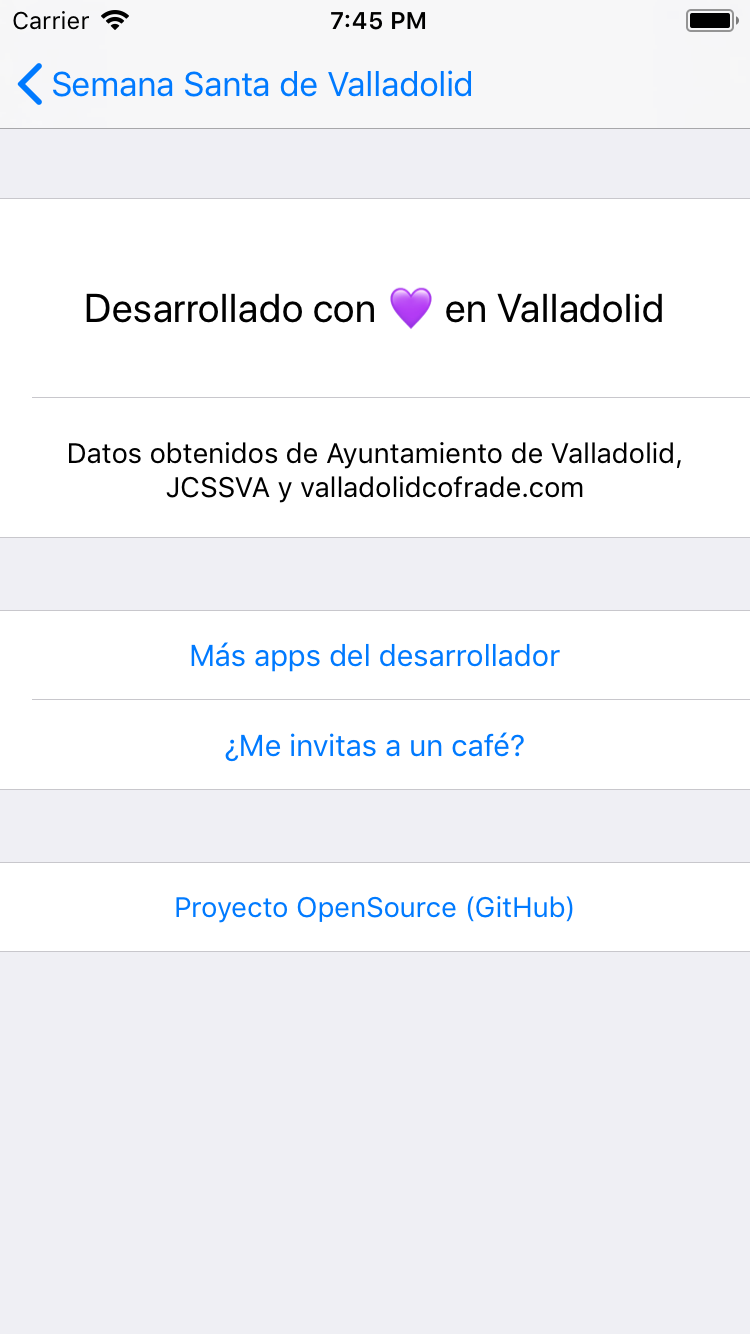 Carrier 7:45 PM
Semana Santa de Valladolid
Desarrollado con 💜 en Valladolid
Datos obtenidos de Ayuntamiento de Valladolid,
JCSSVA y valladolidcofrade.com
Más apps del desarrollador
¿Me invitas a un café?
Proyecto OpenSource (GitHub)